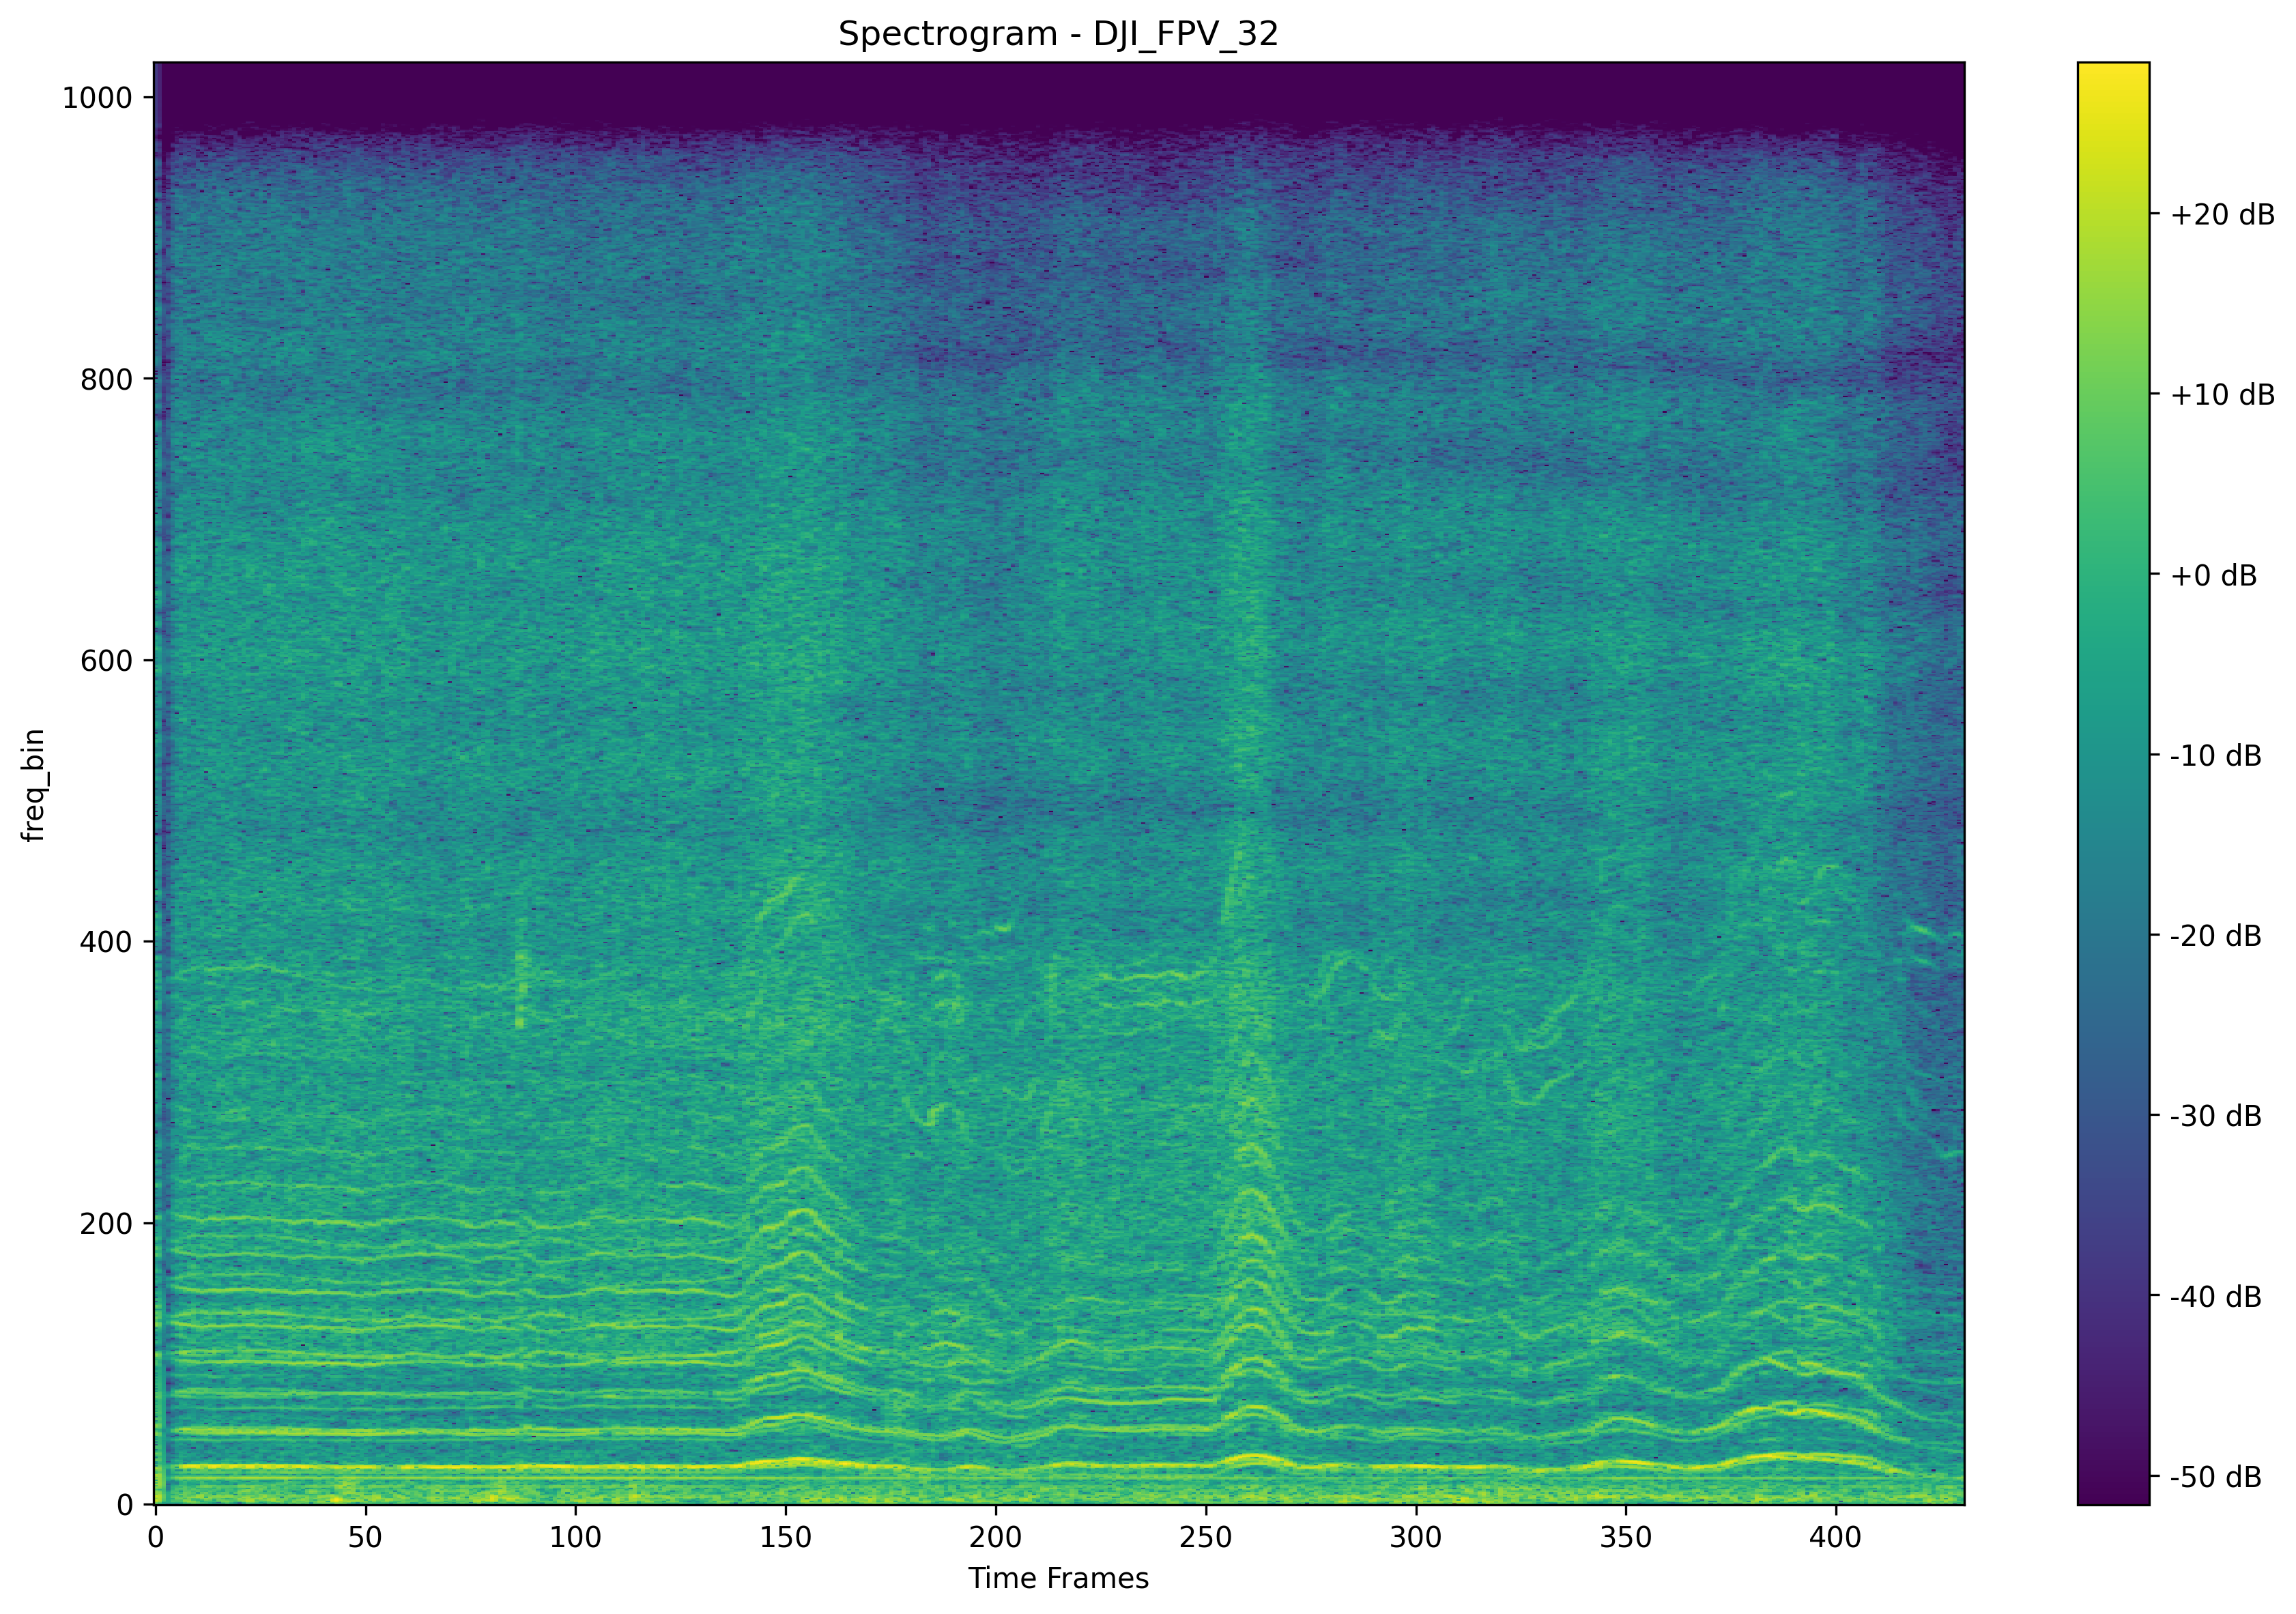 Spectrogram - DJI_FPV_32
1000
800
600
400
200
0
freq_bin
0 50 100 150 200 250 300 350 400
Time Frames
+20 dB
+10 dB
+0 dB
-10 dB
-20 dB
-30 dB
-40 dB
-50 dB